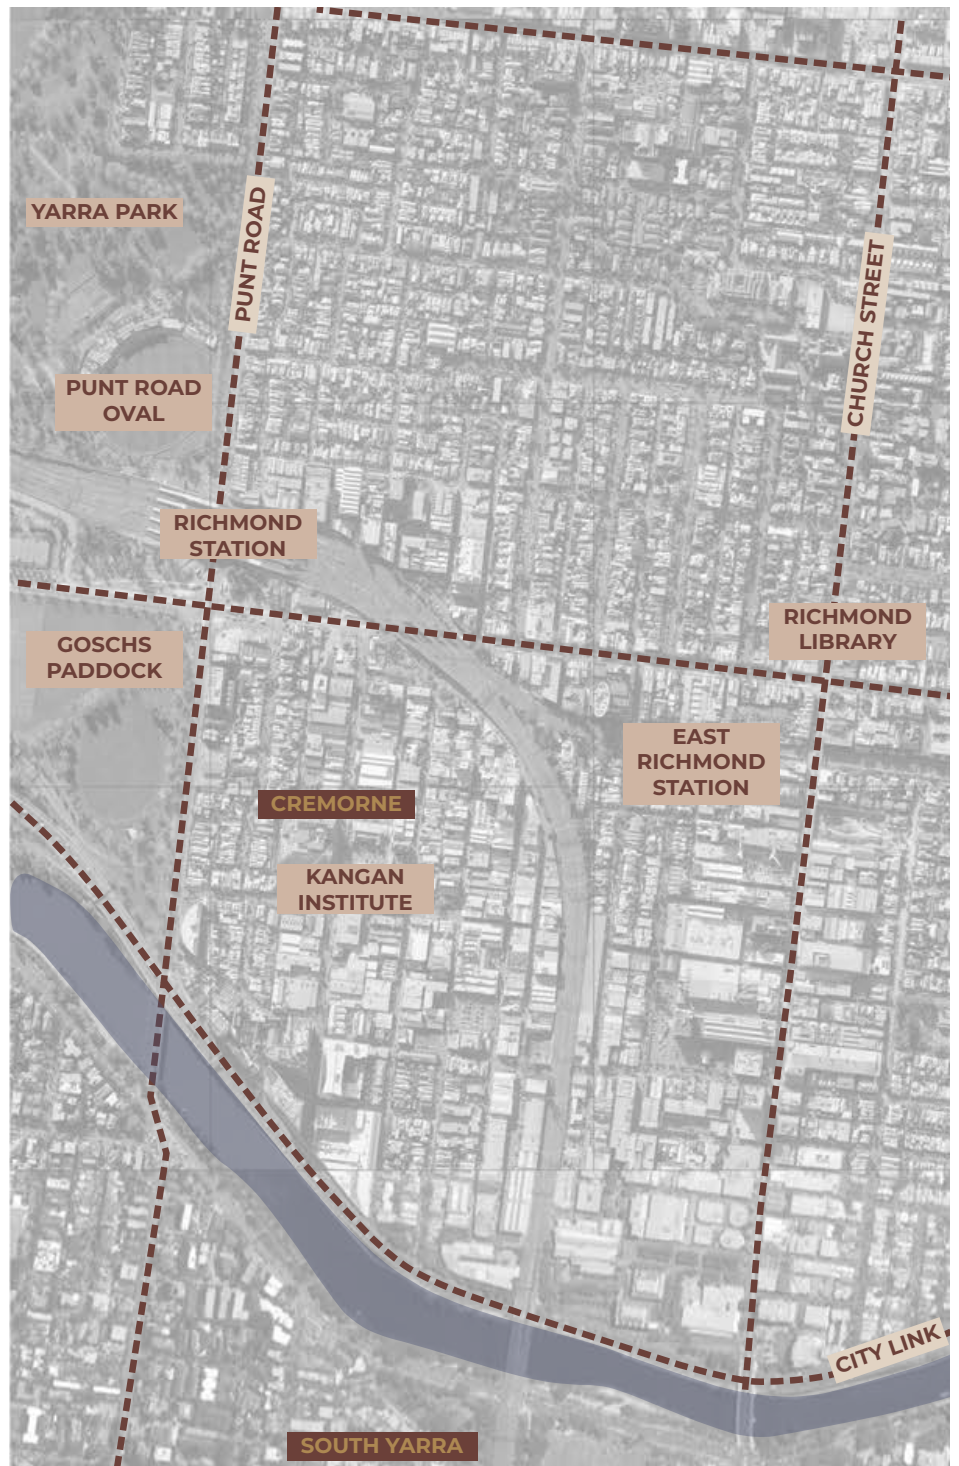 YARRA PARK
PUNT ROAD
CHURCH STREET
PUNT ROAD
OVAL
RICHMOND
STATION
RICHMOND
LIBRARY
GOSCHS
PADDOCK
EAST
RICHMOND
STATION
CREMORNE
KANGAN
INSTITUTE
CITY LINK
SOUTH YARRA